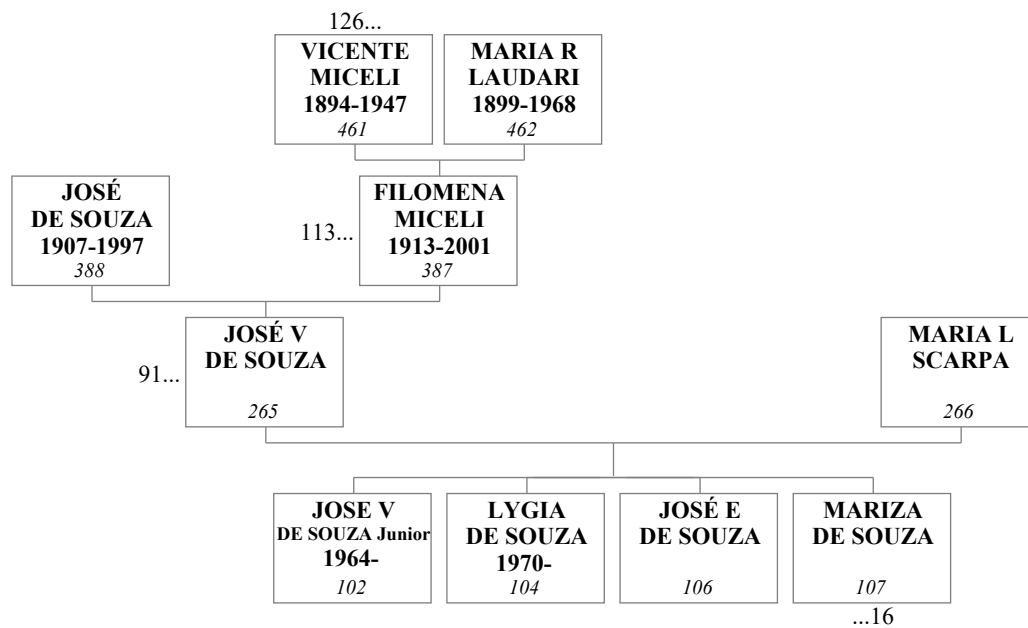 126...
VICENTE
MICELI
1894-1947
461
MARIA R
LAUDARI
1899-1968
462
JOSÉ
DE SOUZA
1907-1997
388
113...
FILOMENA
MICELI
1913-2001
387
91...
JOSÉ V
DE SOUZA
265
MARIA L
SCARPA
266
JOSE V
DE SOUZA Junior
1964-
102
LYGIA
DE SOUZA
1970-
104
JOSÉ E
DE SOUZA
106
MARIZA
DE SOUZA
107
...16